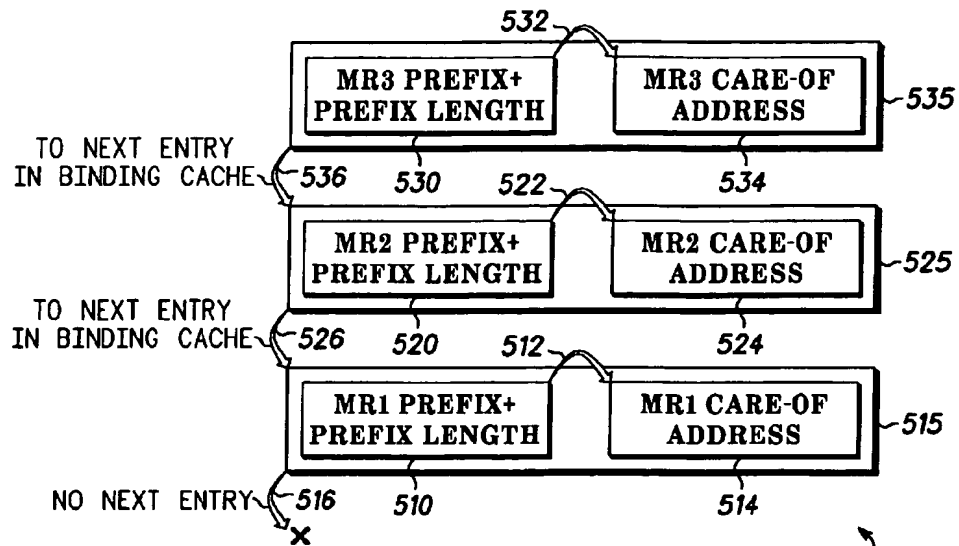 532
MR3 PREFIX+
PREFIX LENGTH
MR3 CARE-OF
ADDRESS
535
TO NEXT ENTRY
IN BINDING CACHE
536
530
522
534
MR2 PREFIX+
PREFIX LENGTH
MR2 CARE-OF
ADDRESS
525
TO NEXT ENTRY
IN BINDING CACHE
526
520
512
524
MR1 PREFIX+
PREFIX LENGTH
MR1 CARE-OF
ADDRESS
515
NO NEXT ENTRY
516
510
514